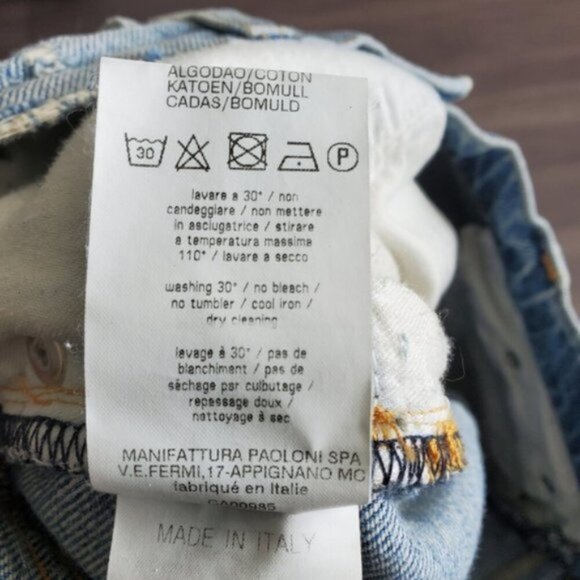 ALGODAO/COTON
KATOEN/BOMULL
CADAS/BOMULD
30 P
lavare a 30° / non
candeggiare / non mettere
in asciugatrice / stirare
a temperatura massima
110° / lavare a secco
washing 30° / no bleach /
no tumbler / cool iron /
dry cleaning
lavage à 30° / pas de
blanchiment / pas de
séchage par culbutage /
repassage doux /
nettoyage à sec
MANIFATTURA PAOLONI SPA
V.E.FERMI,17-APPIGNANO MC
fabriqué en Italie
MADE IN ITALY